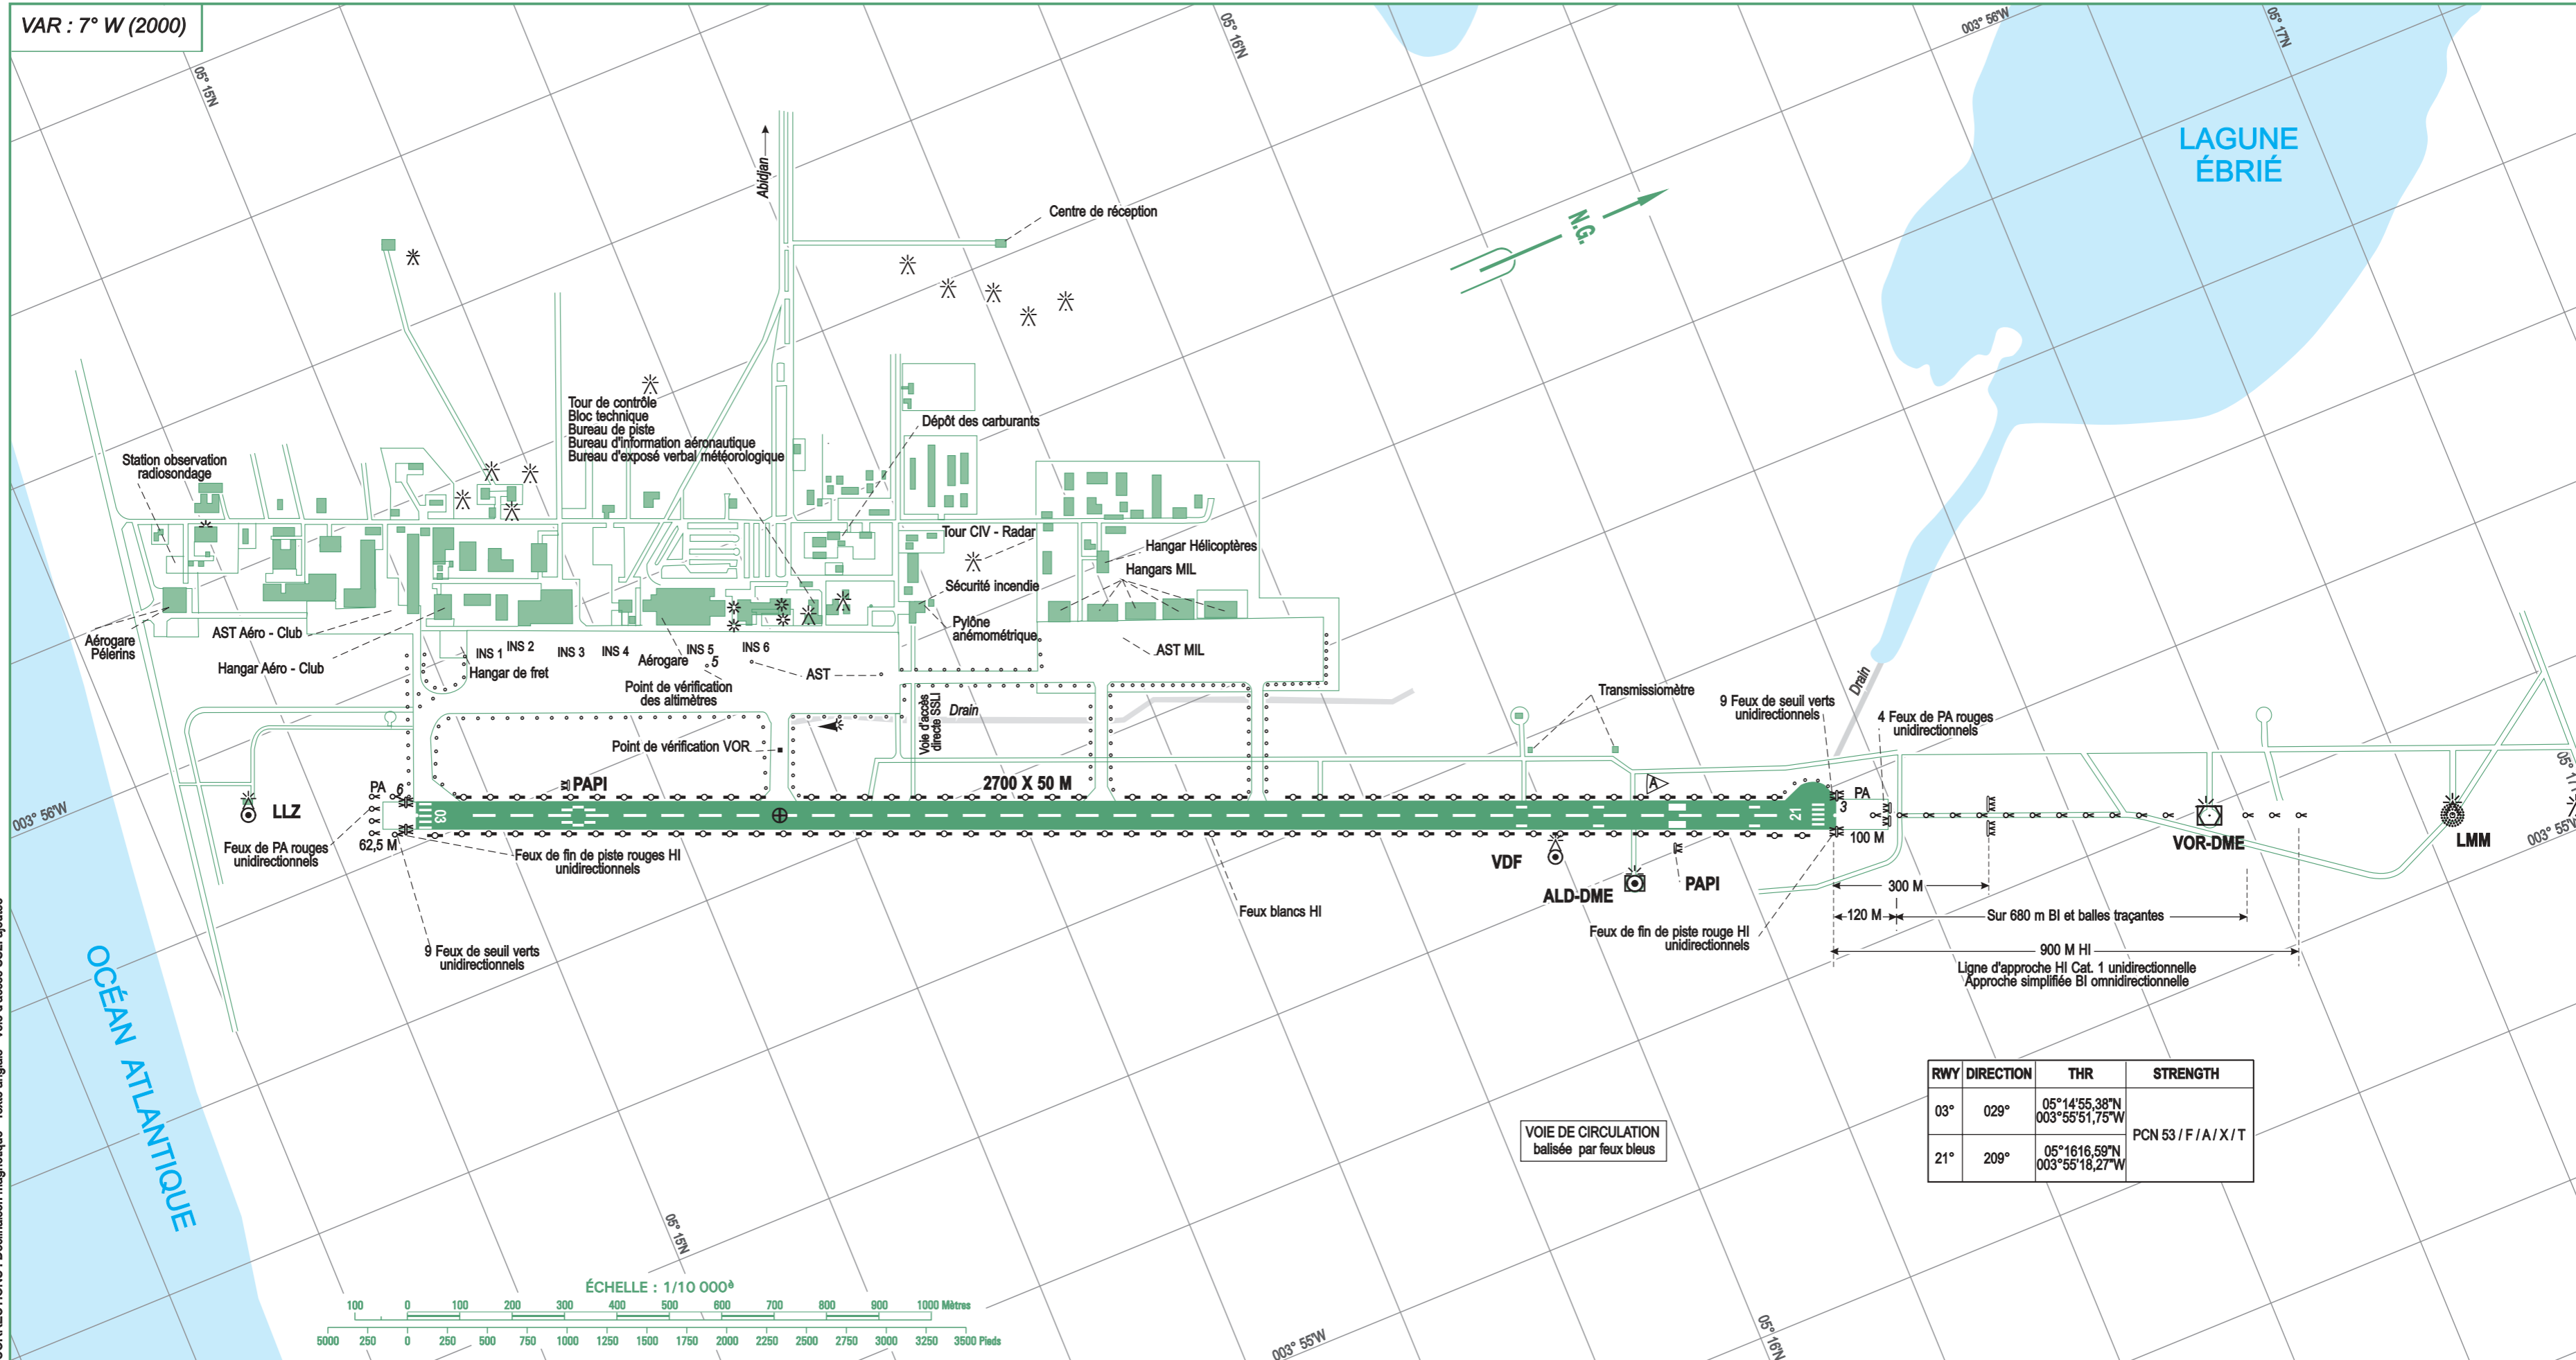 VAR : 7° W (2000)
05° 15'N
05° 16'N
003° 56'W
05° 17'N
LAGUNE
ÉBRIÉ
Abidjan
Centre de réception
N.G.
Tour de contrôle
Bloc technique
Bureau de piste
Bureau d'information aéronautique
Bureau d'exposé verbal météorologique
Dépôt des carburants
Station observation
radiosondage
Tour CIV - Radar
Hangar Hélicoptères
Hangars MIL
Sécurité incendie
Pylône
anémométrique
AST MIL
Aérogare
Pélerins
AST Aéro - Club
Hangar Aéro - Club
Hangar de fret
INS 1
INS 2
INS 3
INS 4
INS 5
INS 6
Aérogare
5
AST
Point de vérification
des altimètres
Voie d'accès
directe SSLI
Drain
Point de vérification VOR
Transmissiomètre
9 Feux de seuil verts
unidirectionnels
Drain
4 Feux de PA rouges
unidirectionnels
003° 56'W
LLZ
PA
6
PAPI
2700 X 50 M
A
03
21
PA
3
100 M
62,5 M
Feux de PA rouges
unidirectionnels
Feux de fin de piste rouges HI
unidirectionnels
9 Feux de seuil verts
unidirectionnels
Feux blancs HI
VDF
ALD-DME
PAPI
VOR-DME
LMM
003° 55'W
300 M
120 M
Sur 680 m BI et balles traçantes
Feux de fin de piste rouge HI
unidirectionnels
900 M HI
Ligne d'approche HI Cat. 1 unidirectionnelle
Approche simplifiée BI omnidirectionnelle
OCÉAN ATLANTIQUE
RWY DIRECTION THR STRENGTH
03° 029° 05°14'55,38"N
003°55'51,75"W
PCN 53 / F / A / X / T
21° 209° 05°1616,59"N
003°55'18,27"W
VOIE DE CIRCULATION
balisée par feux bleus
05° 15'N
05° 16'N
003° 55'W
ÉCHELLE : 1/10 000è
100 0 100 200 300 400 500 600 700 800 900 1000 Mètres
5000 250 0 250 500 750 1000 1250 1500 1750 2000 2250 2500 2750 3000 3250 3500 Pieds